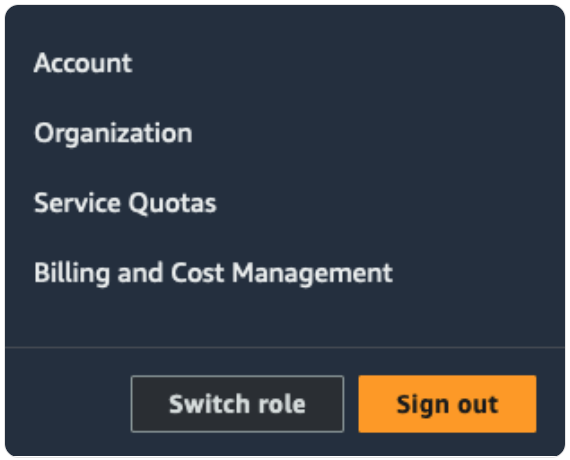 Account
Organization
Service Quotas
Billing and Cost Management
Switch role Sign out